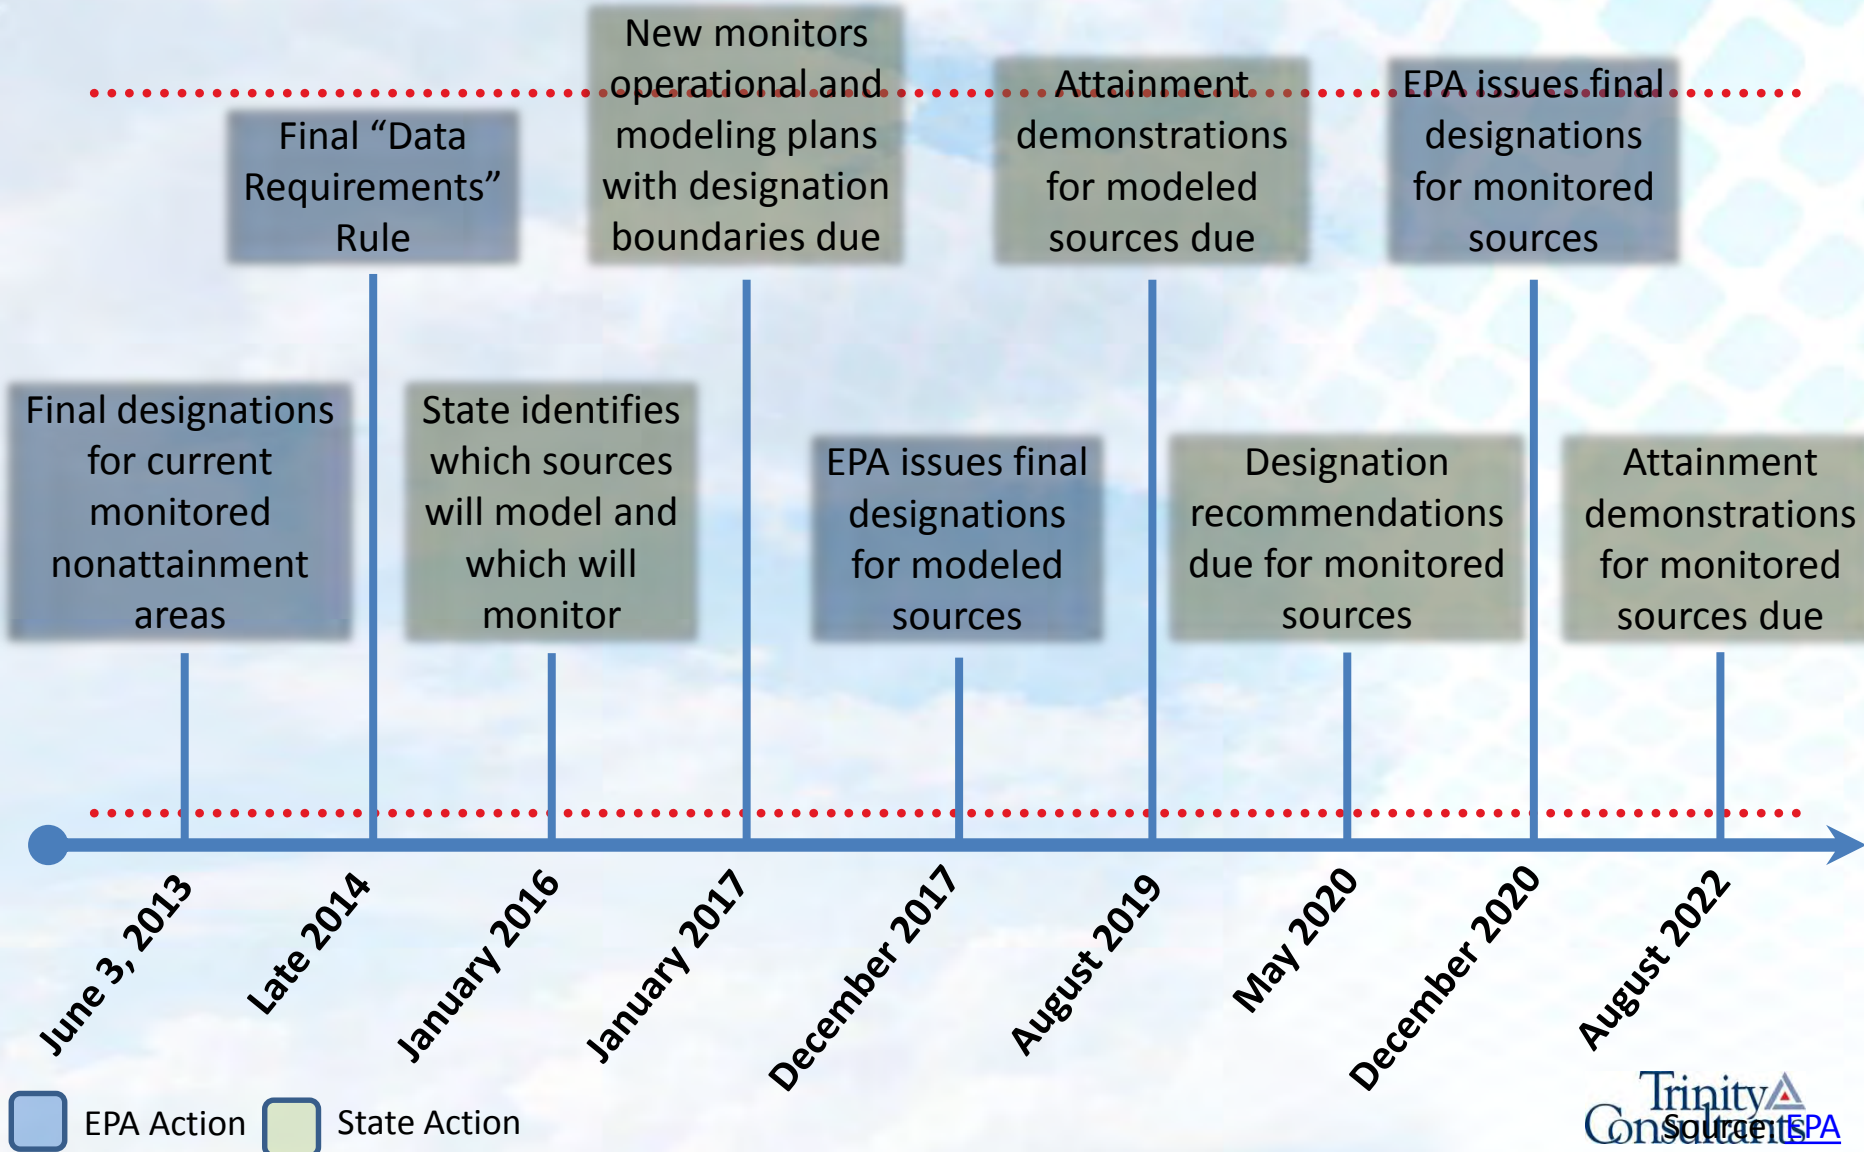 New monitors
operational and
modeling plans
with designation
boundaries due
Attainment
demonstrations
for modeled
sources due
EPA issues final
designations
for monitored
sources
Final “Data
Requirements”
Rule
Final designations
for current
monitored
nonattainment
areas
State identifies
which sources
will model and
which will
monitor
EPA issues final
designations
for modeled
sources
Designation
recommendations
due for monitored
sources
Attainment
demonstrations
for monitored
sources due
June 3, 2013
Late 2014
January 2016
January 2017
December 2017
August 2019
May 2020
December 2020
August 2022
EPA Action
State Action
Trinity
Consultants
Source: EPA